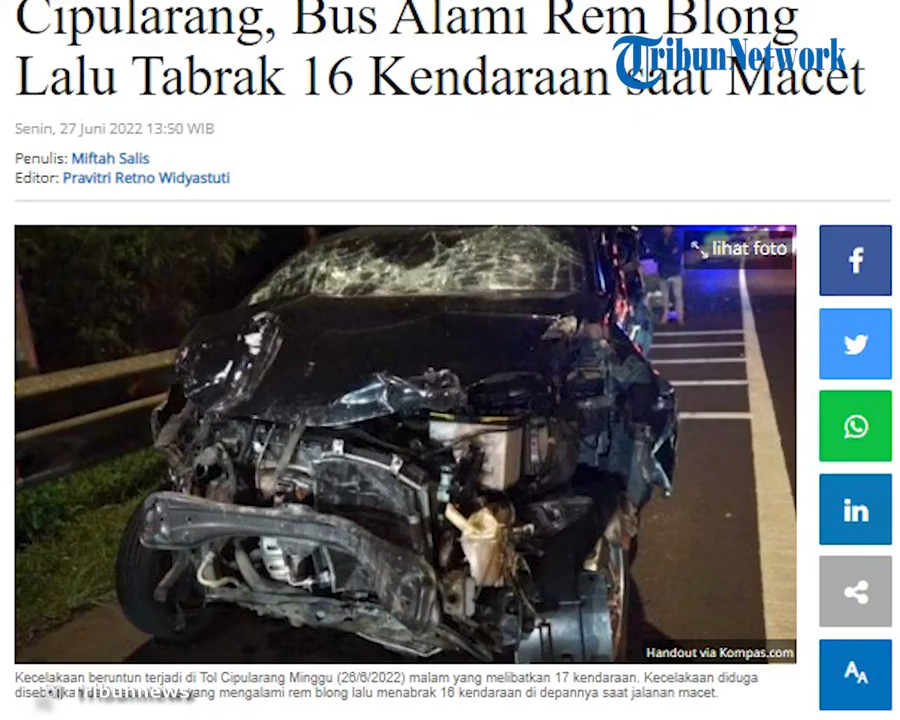 Cipularang, Bus Alami Rem Blong
Lalu Tabrak 16 Kendaraan saat Macet
TribunNetwork
Senin, 27 Juni 2022 13:50 WIB
Penulis: Miftah Salis
Editor: Pravitri Retno Widyastuti
lihat foto
Handout via Kompas.com
Kecelakaan beruntun terjadi di Tol Cipularang Minggu (26/6/2022) malam yang melibatkan 17 kendaraan. Kecelakaan diduga
yang mengalami rem blong lalu menabrak 16 kendaraan di depannya saat jalanan macet.
Tribunnews
f
in
AA